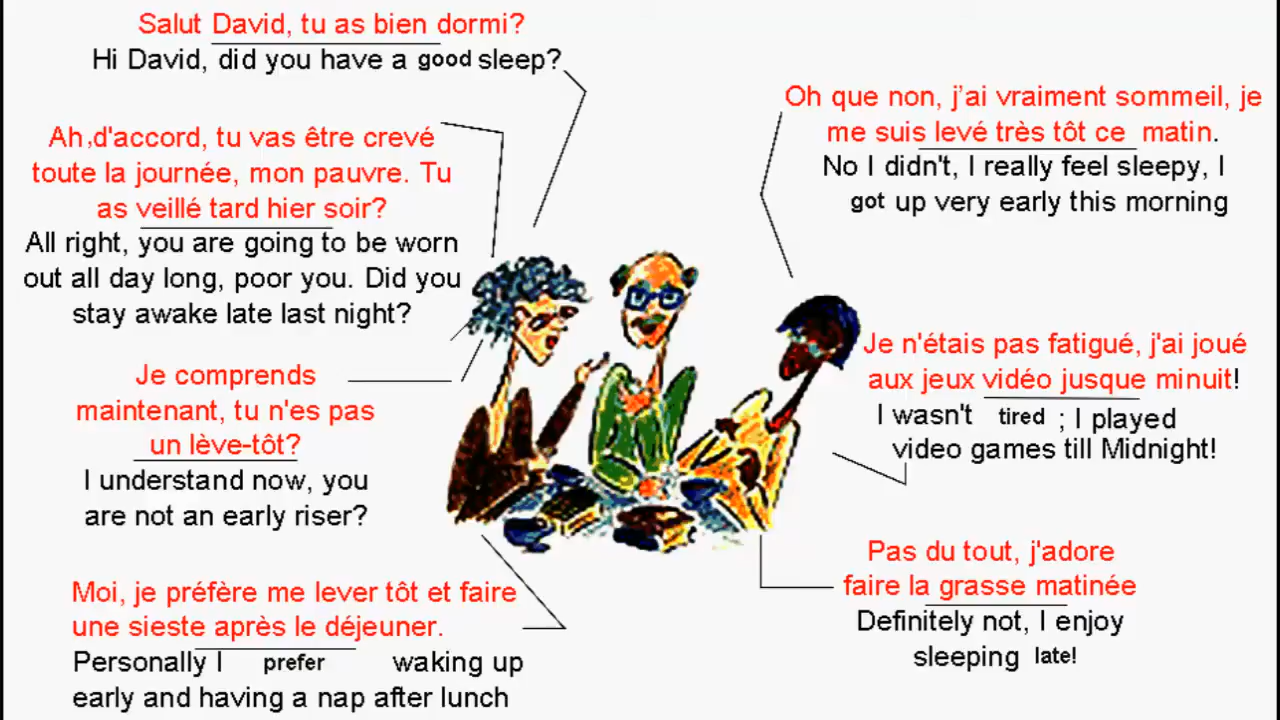 Salut David, tu as bien dormi?
Hi David, did you have a good sleep?
Oh que non, j'ai vraiment sommeil, je
me suis levé très tôt ce matin.
No I didn't, I really feel sleepy, I
got up very early this morning
Ah,d'accord, tu vas être crevé
toute la journée, mon pauvre. Tu
as veillé tard hier soir?
All right, you are going to be worn
out all day long, poor you. Did you
stay awake late last night?
Je n'étais pas fatigué, j'ai joué
aux jeux vidéo jusque minuit!
I wasn't tired ; I played
video games till Midnight!
Je comprends
maintenant, tu n'es pas
un lève-tôt?
I understand now, you
are not an early riser?
Pas du tout, j'adore
faire la grasse matinée
Definitely not, I enjoy
sleeping late!
Moi, je préfère me lever tôt et faire
une sieste après le déjeuner.
Personally I prefer waking up
early and having a nap after lunch